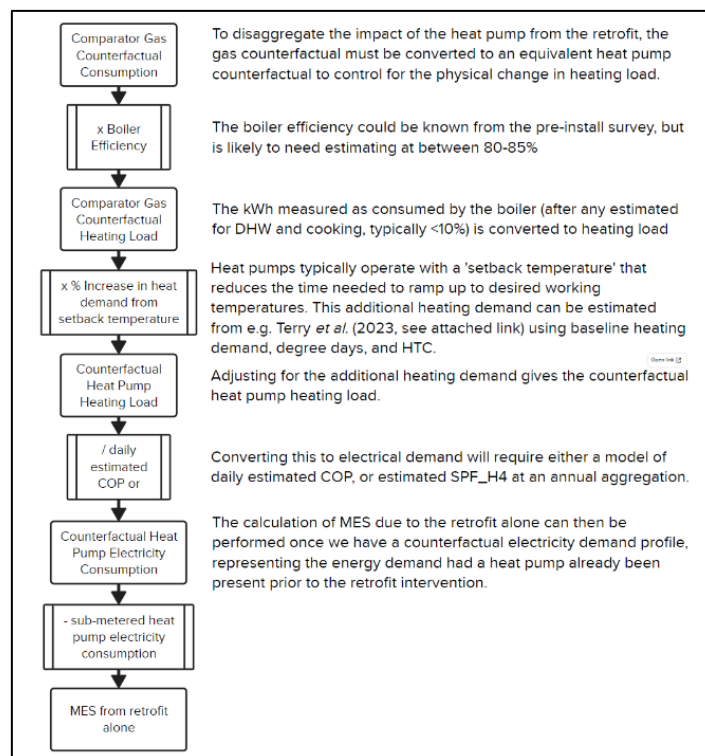 Comparator Gas
Counterfactual
Consumption
To disaggregate the impact of the heat pump from the retrofit, the
gas counterfactual must be converted to an equivalent heat pump
counterfactual to control for the physical change in heating load.
x Boiler
Efficiency
The boiler efficiency could be known from the pre-install survey, but
is likely to need estimating at between 80-85%
Comparator Gas
Counterfactual
Heating Load
The kWh measured as consumed by the boiler (after any estimated
for DHW and cooking, typically <10%) is converted to heating load
x % Increase in heat
demand from
setback temperature
Heat pumps typically operate with a 'setback temperature' that
reduces the time needed to ramp up to desired working
temperatures. This additional heating demand can be estimated
from e.g. Terry et al. (2023, see attached link) using baseline heating
demand, degree days, and HTC.
Open link
Counterfactual
Heat Pump
Heating Load
Adjusting for the additional heating demand gives the counterfactual
heat pump heating load.
/ daily
estimated
COP or
Converting this to electrical demand will require either a model of
daily estimated COP, or estimated SPF_H4 at an annual aggregation.
Counterfactual Heat
Pump Electricity
Consumption
The calculation of MES due to the retrofit alone can then be
performed once we have a counterfactual electricity demand profile,
representing the energy demand had a heat pump already been
present prior to the retrofit intervention.
- sub-metered heat
pump electricity
consumption
MES from retrofit
alone